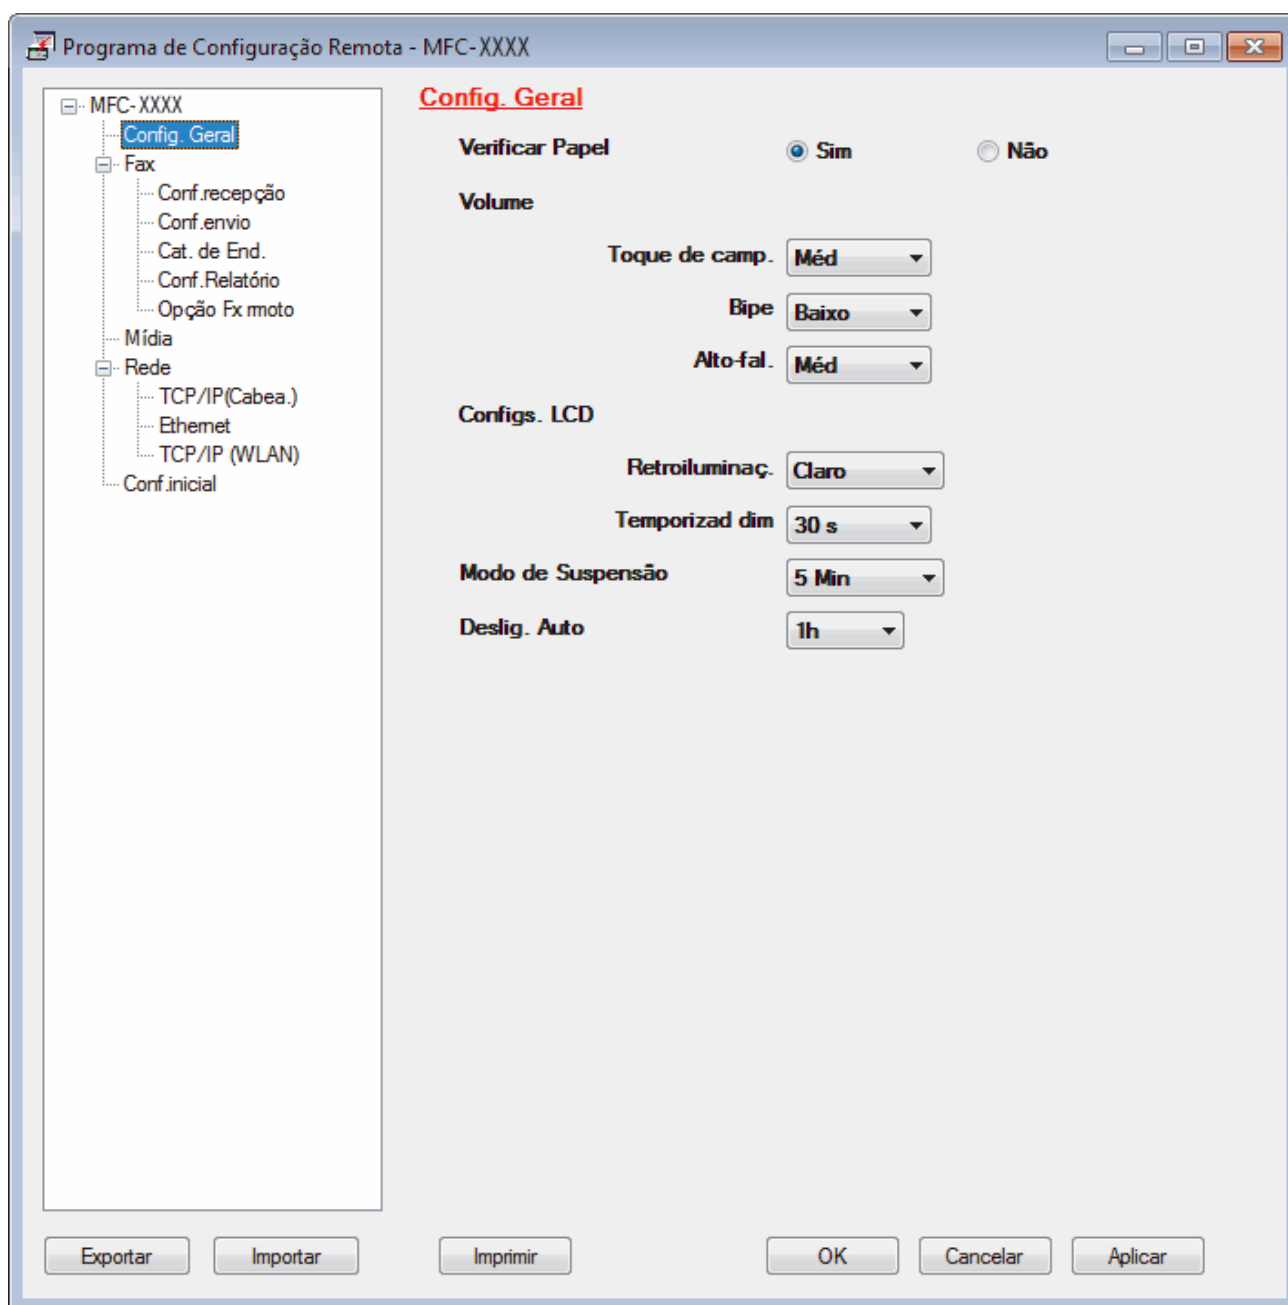 Programa de Configuração Remota - MFC-XXXX
MFC-XXXX
Config. Geral
Fax
Conf.recepção
Conf.envio
Cat. de End.
Conf.Relatório
Opção Fx rmoto
Mídia
Rede
TCP/IP(Cabea.)
Ethernet
TCP/IP (WLAN)
Conf.inicial
Config. Geral
Verificar Papel Sim Não
Volume
Toque de camp. Méd
Bipe Baixo
Alto-fal. Méd
Configs. LCD
Retroiluminaç. Claro
Temporizad dim 30 s
Modo de Suspensão 5 Min
Deslig. Auto 1h
Exportar Importar Imprimir OK Cancelar Aplicar